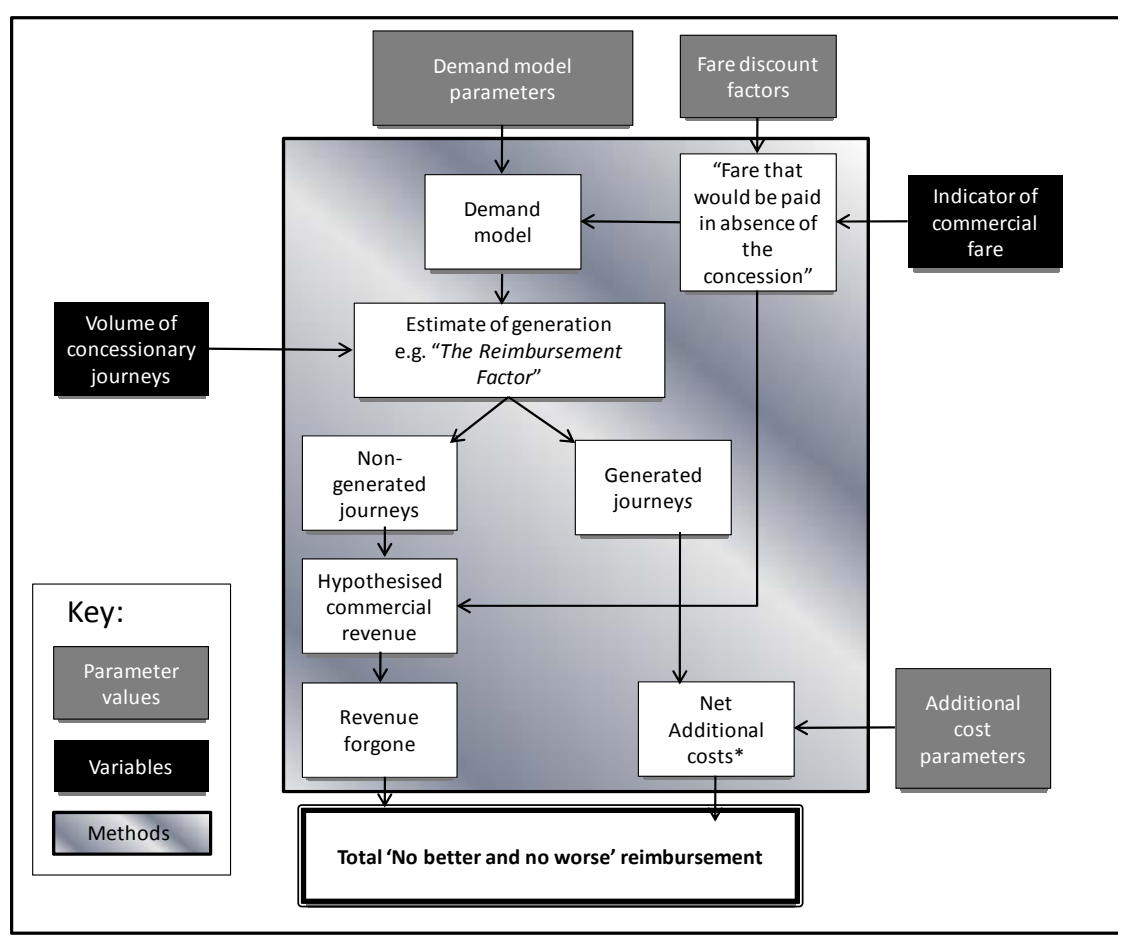 Demand model
parameters
Fare discount
factors
Demand
model
“Fare that
would be paid
in absence of
the
concession”
Indicator of
commercial
fare
Volume of
concessionary
journeys
Estimate of generation
e.g. “The Reimbursement
Factor”
Non-
generated
journeys
Generated
journeys
Hypothesised
commercial
revenue
Revenue
forgone
Net
Additional
costs*
Additional
cost
parameters
Key:
Parameter
values
Variables
Methods
Total ‘No better and no worse’ reimbursement